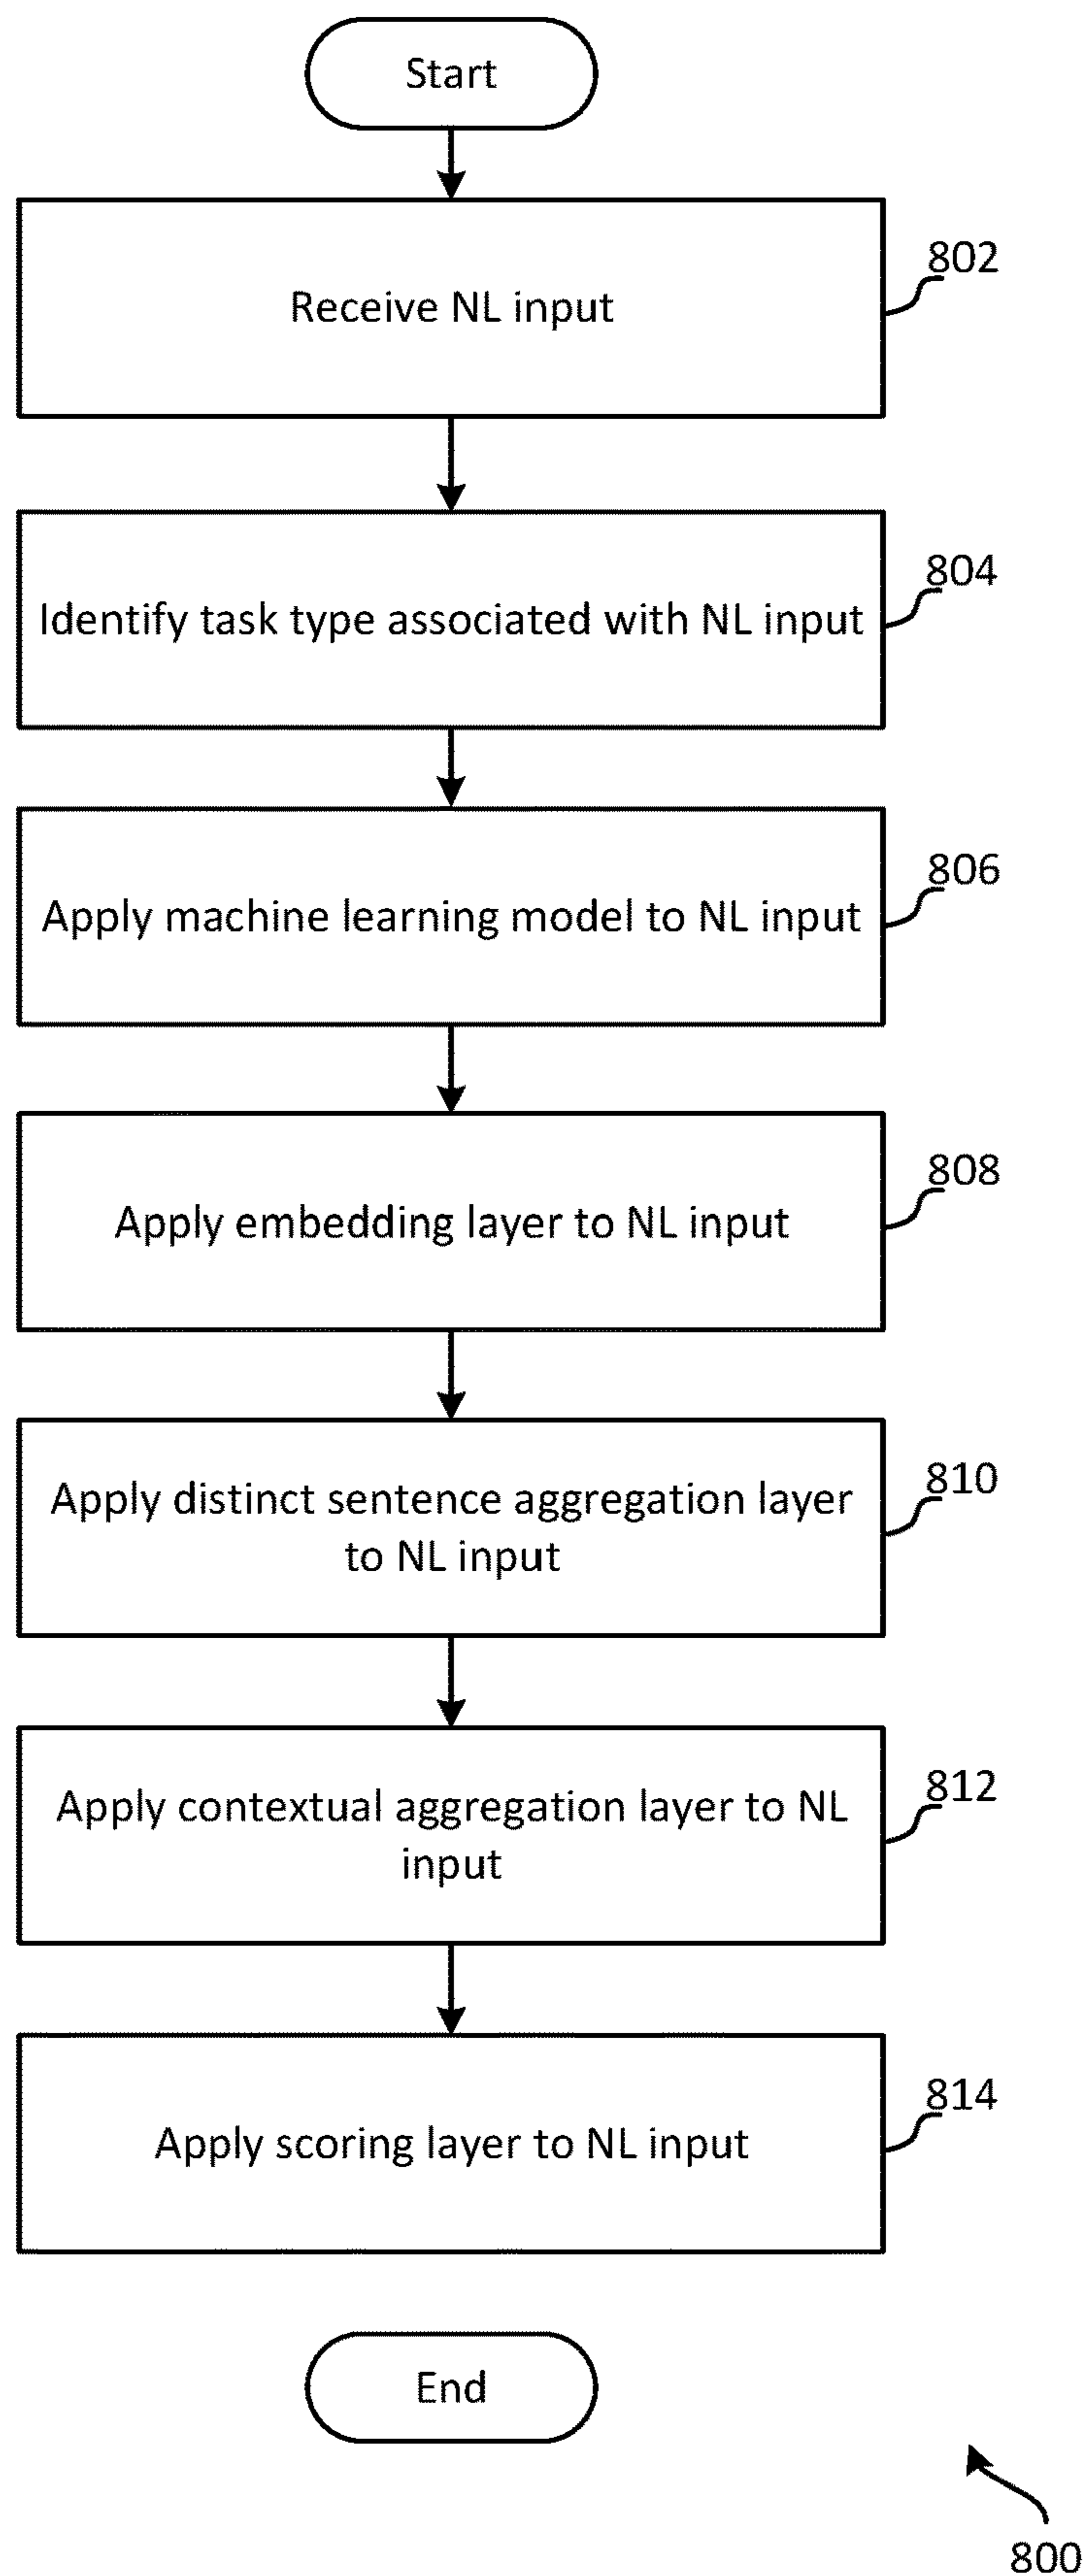 Start
802
Receive NL input
804
Identify task type associated with NL input
806
Apply machine learning model to NL input
808
Apply embedding layer to NL input
810
Apply distinct sentence aggregation layer
to NL input
812
Apply contextual aggregation layer to NL
input
814
Apply scoring layer to NL input
End
800